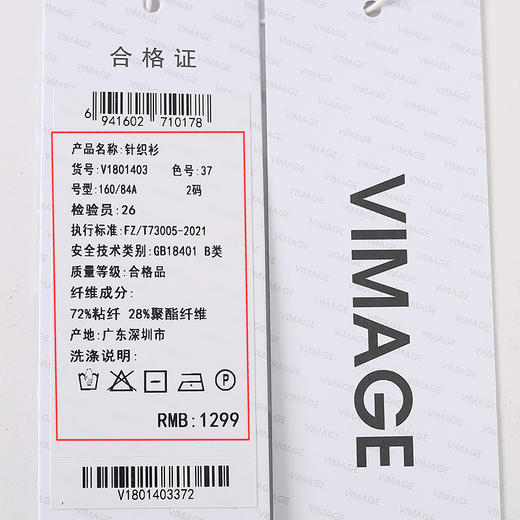 合格证
6 941602 710178
产品名称:针织衫
货号:V1801403 色号:37
号型:160/84A 2码
检验员:26
执行标准:FZ/T73005-2021
安全技术类别:GB18401 B类
质量等级:合格品
纤维成分:
72%粘纤 28%聚酯纤维
产地:广东深圳市
洗涤说明:
P
RMB:1299
V1801403372
VIMAGE